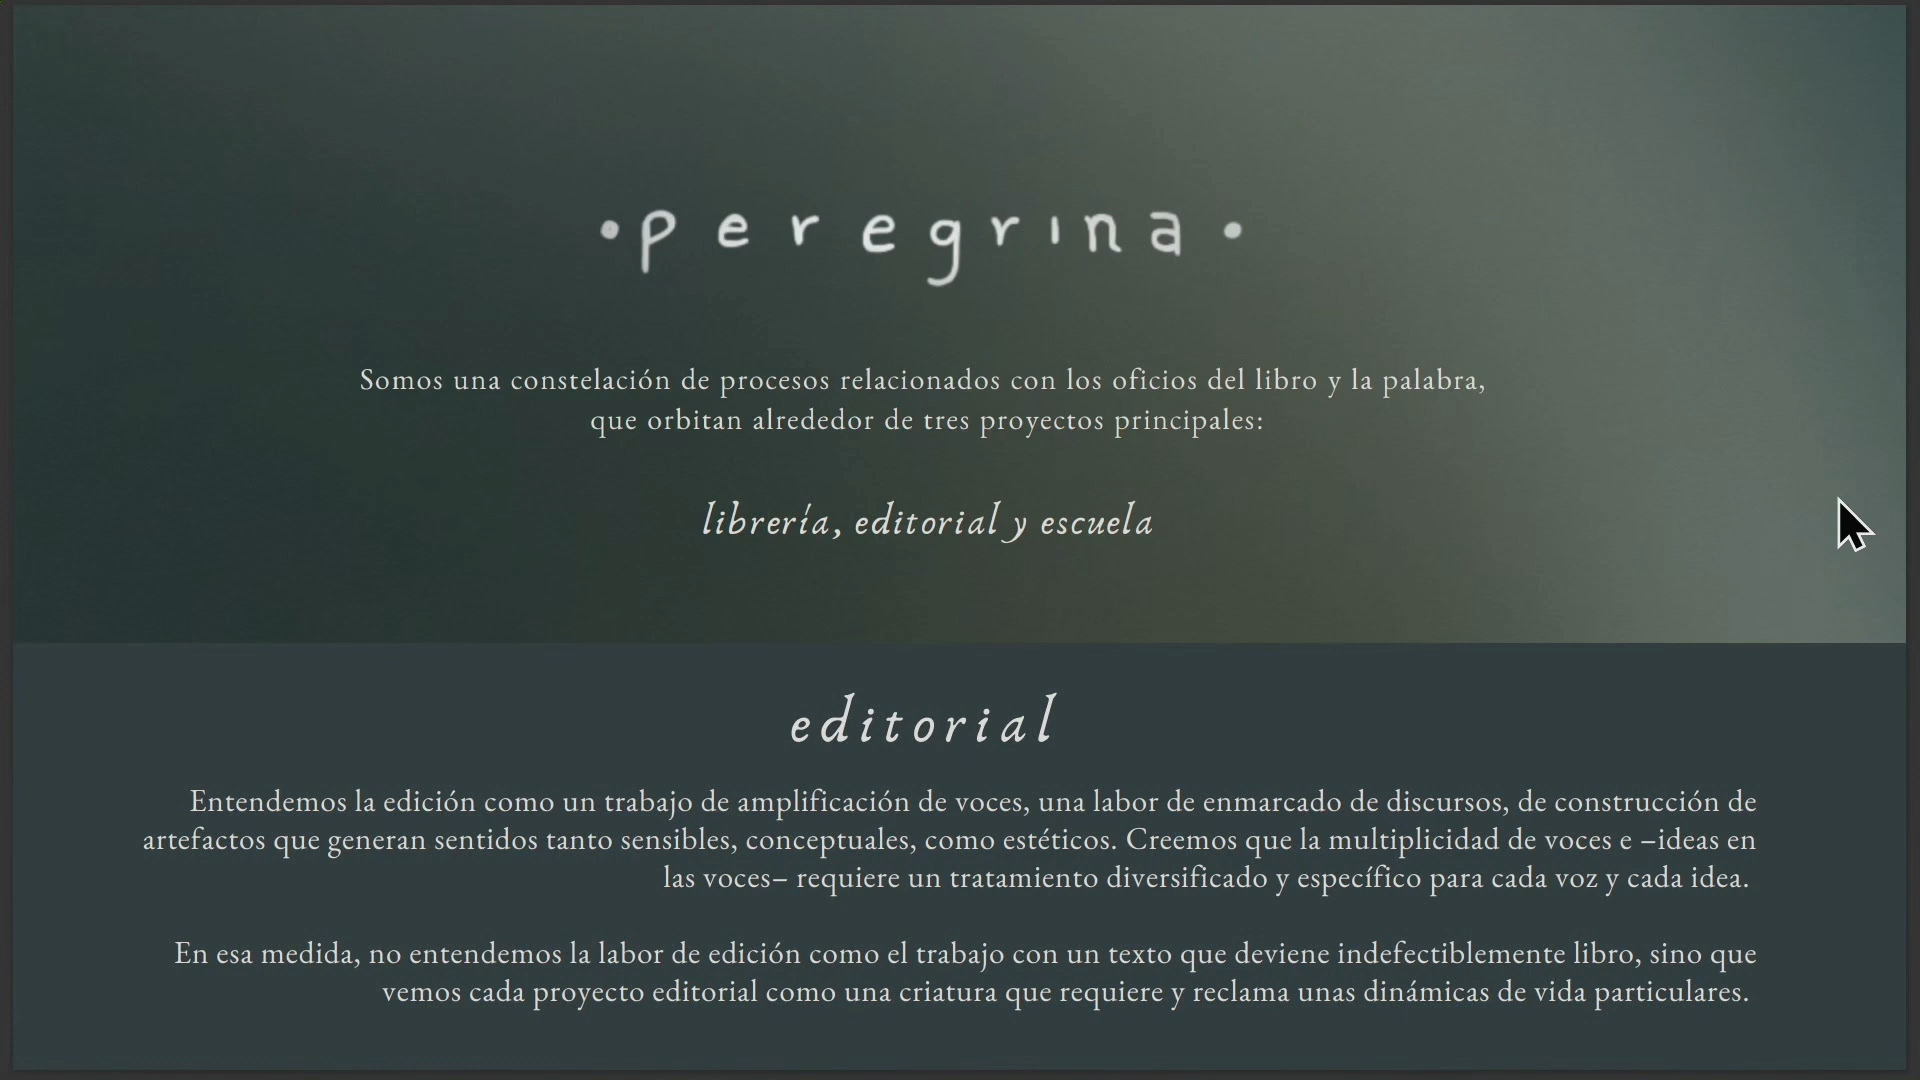 •peregrina•
Somos una constelación de procesos relacionados con los oficios del libro y la palabra,
que orbitan alrededor de tres proyectos principales:
librería, editorial y escuela
editorial
Entendemos la edición como un trabajo de amplificación de voces, una labor de enmarcado de discursos, de construcción de
artefactos que generan sentidos tanto sensibles, conceptuales, como estéticos. Creemos que la multiplicidad de voces e –ideas en
las voces– requiere un tratamiento diversificado y específico para cada voz y cada idea.
En esa medida, no entendemos la labor de edición como el trabajo con un texto que deviene indefectiblemente libro, sino que
vemos cada proyecto editorial como una criatura que requiere y reclama unas dinámicas de vida particulares.